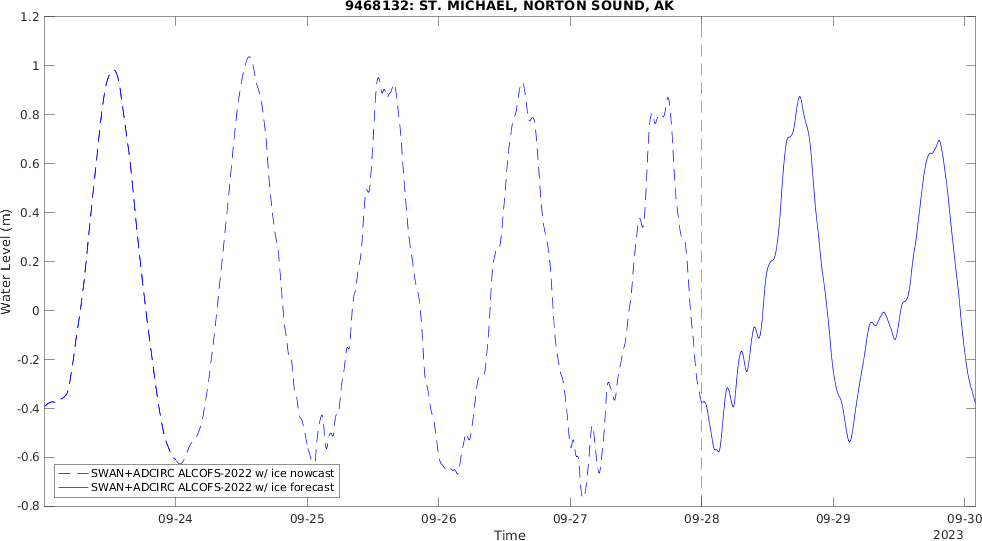 9468132: ST. MICHAEL, NORTON SOUND, AK
1.2
1
0.8
0.6
0.4
0.2
0
-0.2
-0.4
-0.6
-0.8
Water Level (m)
SWAN+ADCIRC ALCOFS-2022 w/ ice nowcast
SWAN+ADCIRC ALCOFS-2022 w/ ice forecast
09-24 09-25 09-26 09-27 09-28 09-29 09-30
Time
2023